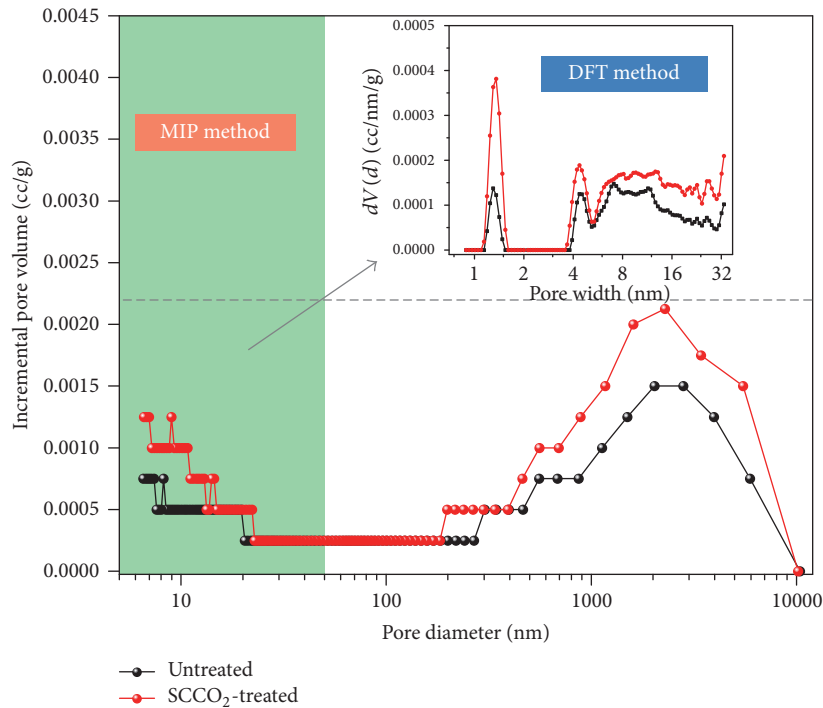 0.0045
0.0040
0.0035
0.0030
0.0025
0.0020
0.0015
0.0010
0.0005
0.0000
Incremental pore volume (cc/g)
MIP method
0.0005
0.0004
0.0003
0.0002
0.0001
0.0000
dV(d) (cc/nm/g)
DFT method
1 2 4 8 16 32
Pore width (nm)
10 100 1000 10000
Pore diameter (nm)
Untreated
SCCO₂-treated